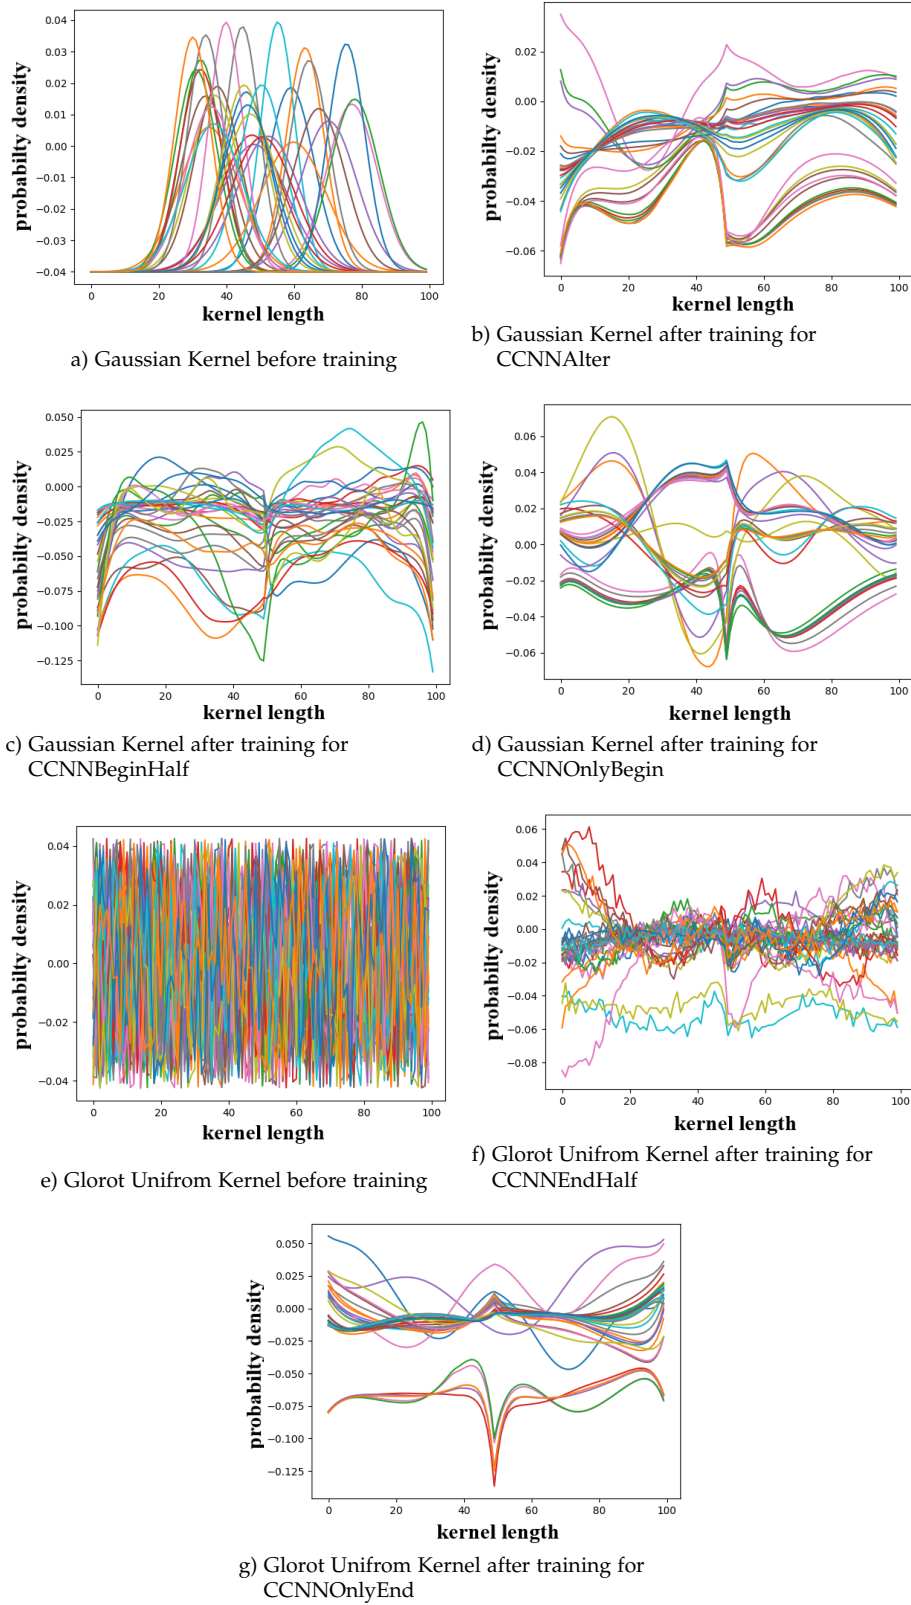 0.04
0.03
0.02
0.01
0.00
−0.01
−0.02
−0.03
−0.04
probabilty density
0 20 40 60 80 100
kernel length
a) Gaussian Kernel before training
0.02
0.00
−0.02
−0.04
−0.06
probabilty density
0 20 40 60 80 100
kernel length
b) Gaussian Kernel after training for
CCNNAlter
0.050
0.025
0.000
−0.025
−0.050
−0.075
−0.100
−0.125
probabilty density
0 20 40 60 80 100
kernel length
c) Gaussian Kernel after training for
CCNNBeginHalf
0.06
0.04
0.02
0.00
−0.02
−0.04
−0.06
probabilty density
0 20 40 60 80 100
kernel length
d) Gaussian Kernel after training for
CCNNOnlyBegin
0.04
0.02
0.00
−0.02
−0.04
probabilty density
0 20 40 60 80 100
kernel length
e) Glorot Unifrom Kernel before training
0.06
0.04
0.02
0.00
−0.02
−0.04
−0.06
−0.08
probabilty density
0 20 40 60 80 100
kernel length
f) Glorot Unifrom Kernel after training for
CCNNEndHalf
0.050
0.025
0.000
−0.025
−0.050
−0.075
−0.100
−0.125
probabilty density
0 20 40 60 80 100
kernel length
g) Glorot Unifrom Kernel after training for
CCNNOnlyEnd